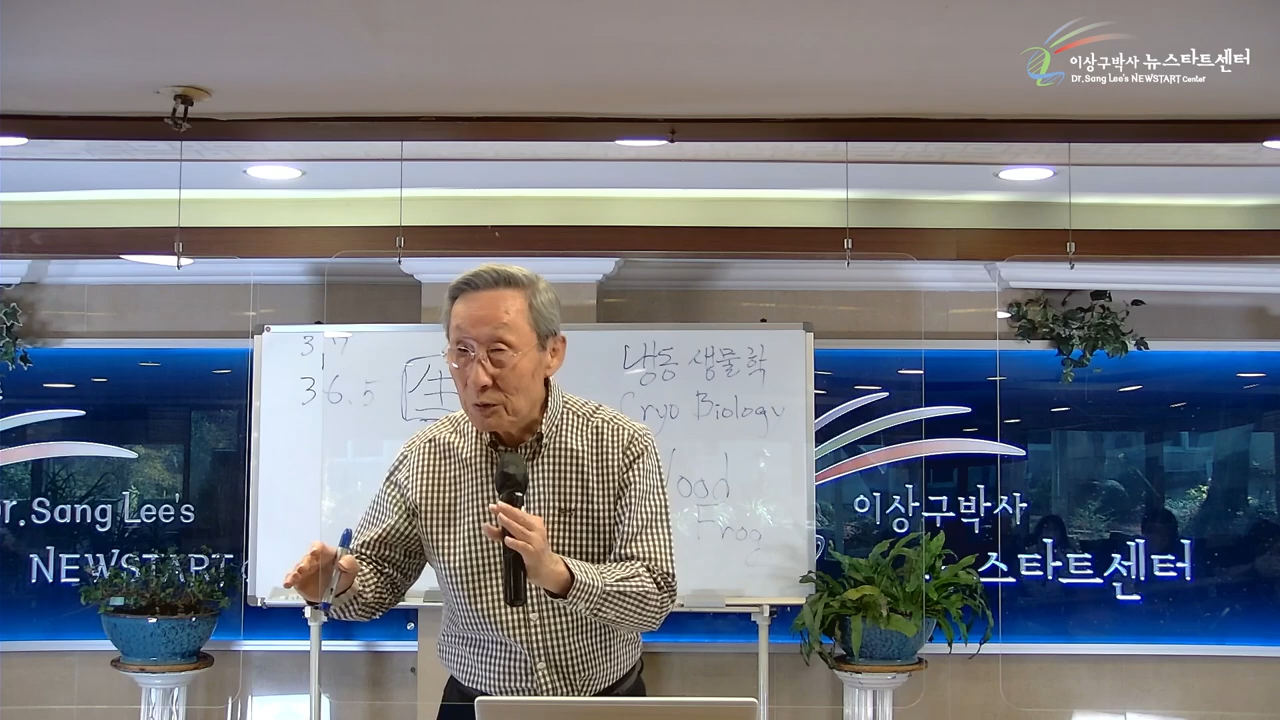 이상구박사 뉴스타트센터
Dr. Sang Lee's NEWSTART Center
37
36.5
냉동 생물학
Cryo Biology
Frog
Dr. Sang Lee's
NEWSTART
이상구박사
스타트센터